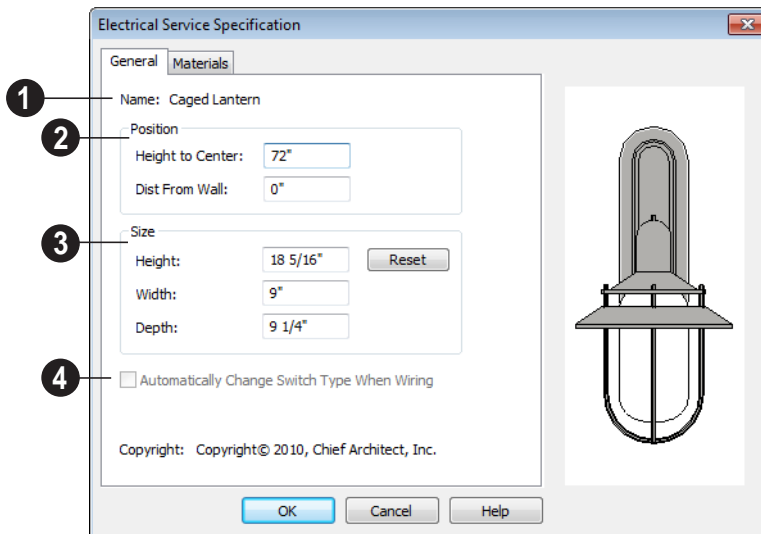 Electrical Service Specification
General Materials
1 Name: Caged Lantern
2 Position
Height to Center: 72"
Dist From Wall: 0"
3 Size
Height: 18 5/16" Reset
Width: 9"
Depth: 9 1/4"
4 Automatically Change Switch Type When Wiring
Copyright: Copyright© 2010, Chief Architect, Inc.
OK Cancel Help